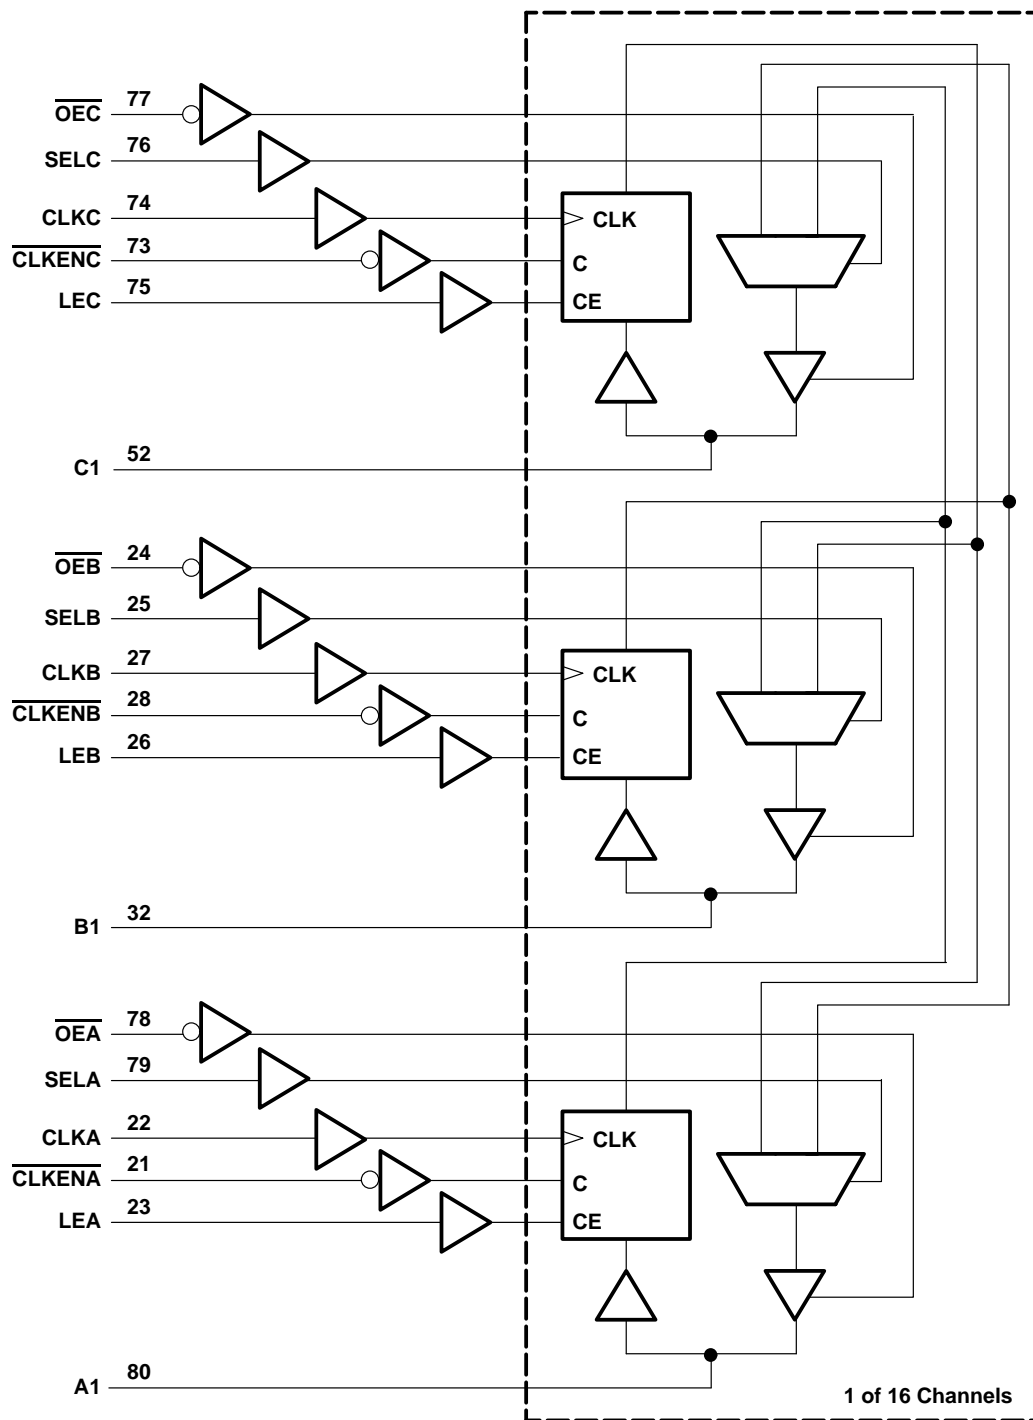 OEC 77
SELC 76
CLKC 74
CLK
CLKENC 73
C
LEC 75
CE
C1 52
OEB 24
SELB 25
CLKB 27
CLK
CLKENB 28
C
LEB 26
CE
B1 32
OEA 78
SELA 79
CLKA 22
CLK
CLKENA 21
C
LEA 23
CE
A1 80
1 of 16 Channels